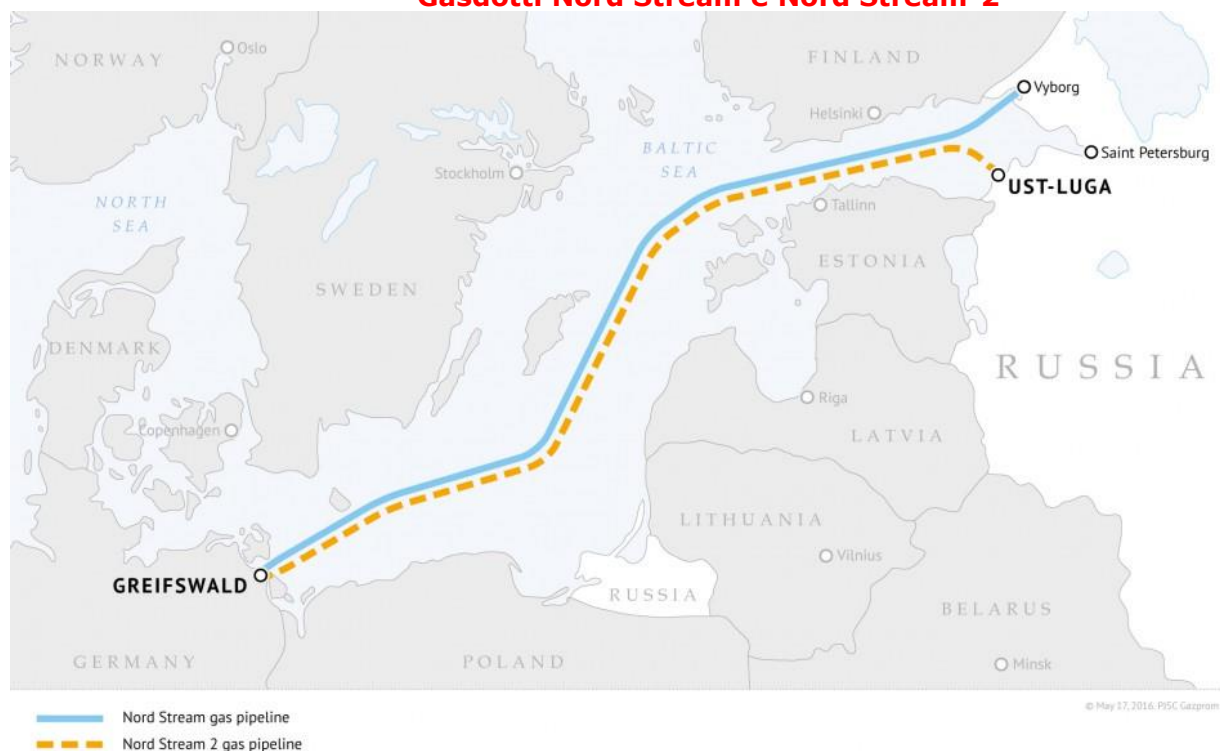 Gasdotti Nord Stream e Nord Stream-2
NORWAY
Oslo
FINLAND
Vyborg
Helsinki
Saint Petersburg
BALTIC
SEA
Stockholm
UST-LUGA
NORTH
SEA
Tallinn
ESTONIA
SWEDEN
DENMARK
RUSSIA
Riga
Copenhagen
LATVIA
LITHUANIA
Vilnius
GREIFSWALD
RUSSIA
BELARUS
GERMANY
POLAND
Minsk
© May 27, 2016, PJSC Gazprom
Nord Stream gas pipeline
Nord Stream 2 gas pipeline